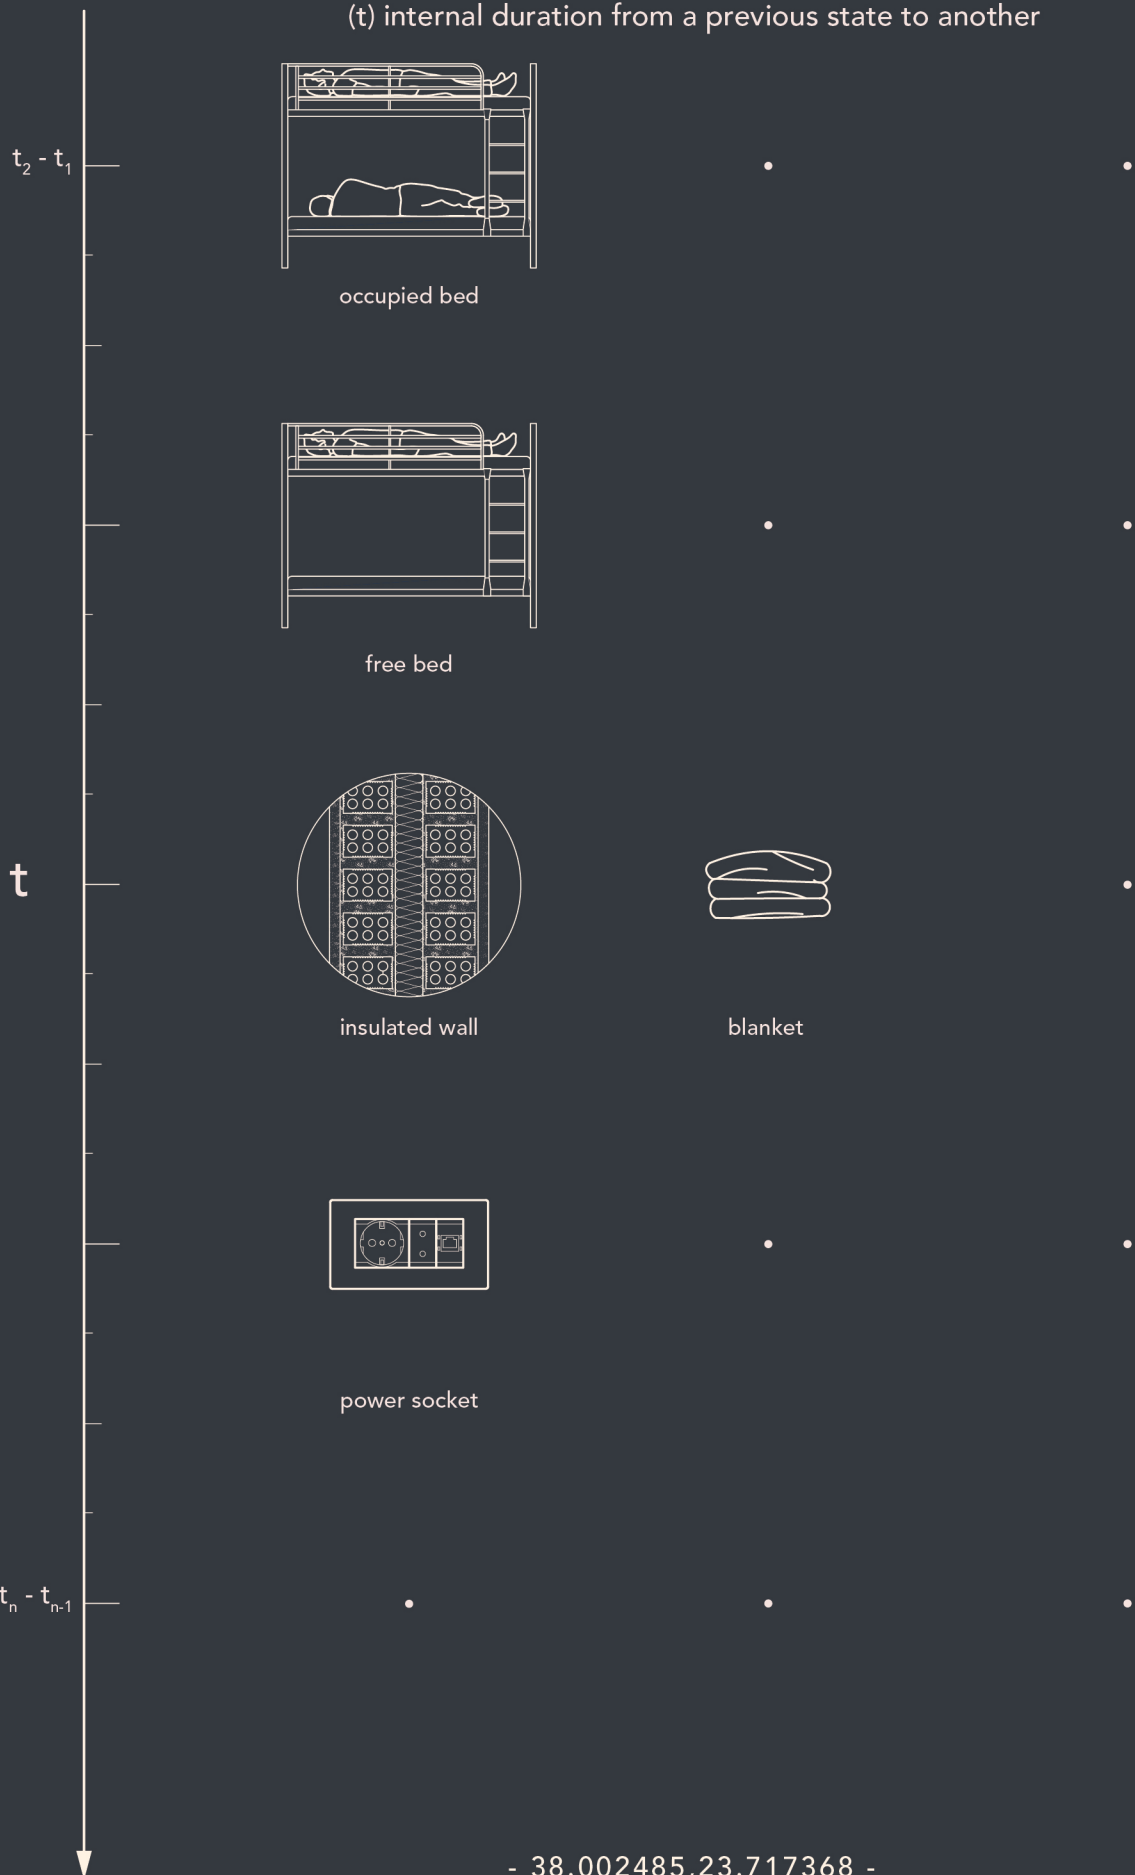 (t) internal duration from a previous state to another
t2 - t1
occupied bed
free bed
t
insulated wall
blanket
power socket
tn - tn-1
- 38.002485,23.717368 -